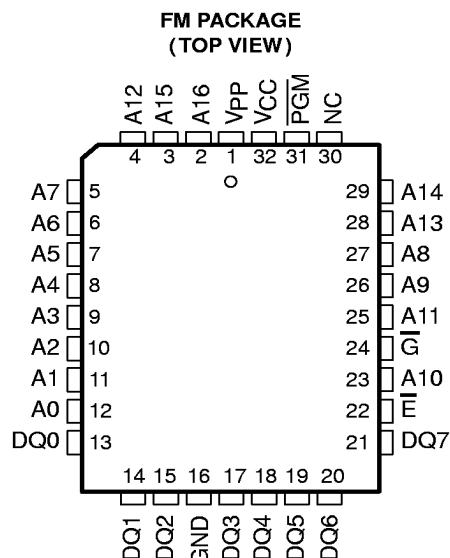 FM PACKAGE
(TOP VIEW)
A12 A15 A16 VPP VCC P̅G̅M̅ NC
4 3 2 1 32 31 30
A7 5 29 A14
A6 6 28 A13
A5 7 27 A8
A4 8 26 A9
A3 9 25 A11
A2 10 24 G̅
A1 11 23 A10
A0 12 22 E̅
DQ0 13 21 DQ7
14 15 16 17 18 19 20
DQ1 DQ2 GND DQ3 DQ4 DQ5 DQ6